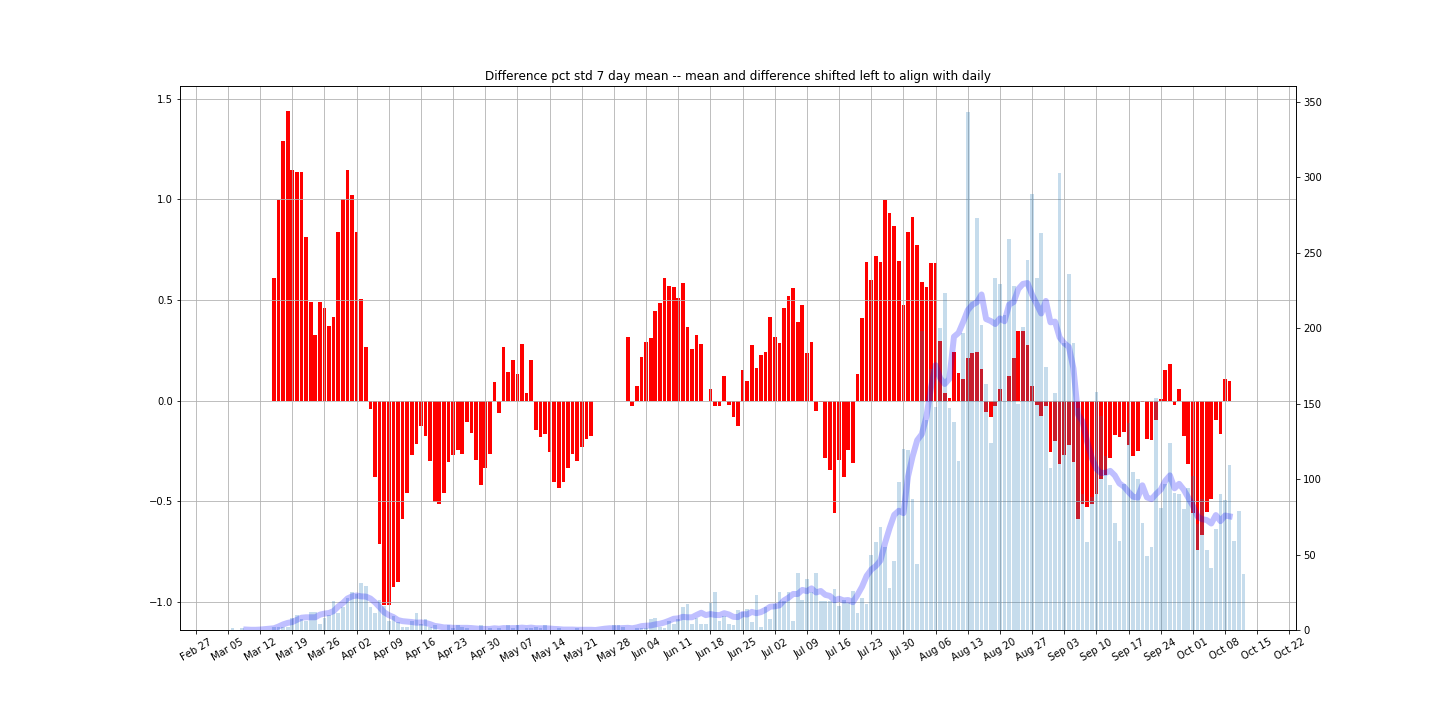 Difference pct std 7 day mean -- mean and difference shifted left to align with daily
1.5
1.0
0.5
0.0
−0.5
−1.0
350
300
250
200
150
100
50
0
Feb 27
Mar 05
Mar 12
Mar 19
Mar 26
Apr 02
Apr 09
Apr 16
Apr 23
Apr 30
May 07
May 14
May 21
May 28
Jun 04
Jun 11
Jun 18
Jun 25
Jul 02
Jul 09
Jul 16
Jul 23
Jul 30
Aug 06
Aug 13
Aug 20
Aug 27
Sep 03
Sep 10
Sep 17
Sep 24
Oct 01
Oct 08
Oct 15
Oct 22